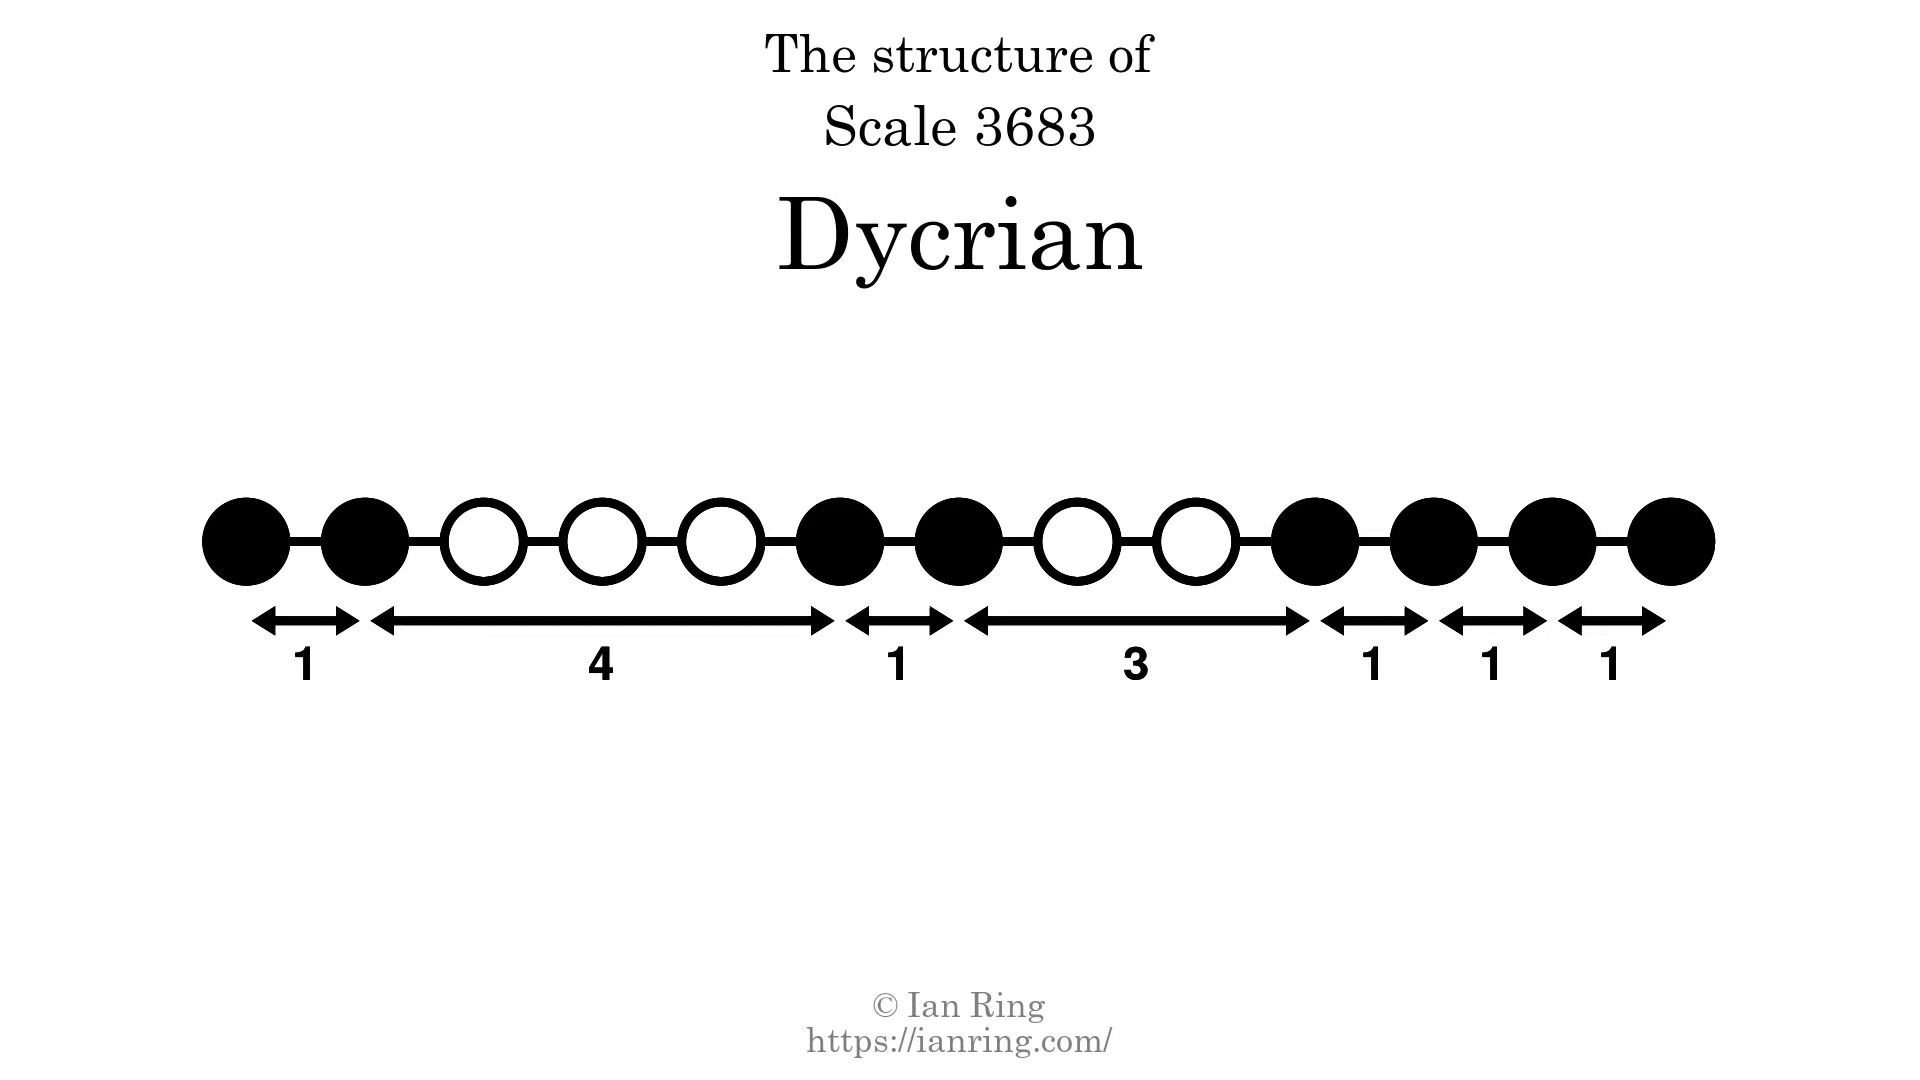 The structure of
Scale 3683
Dycrian
1 4 1 3 1 1 1
© Ian Ring
https://ianring.com/